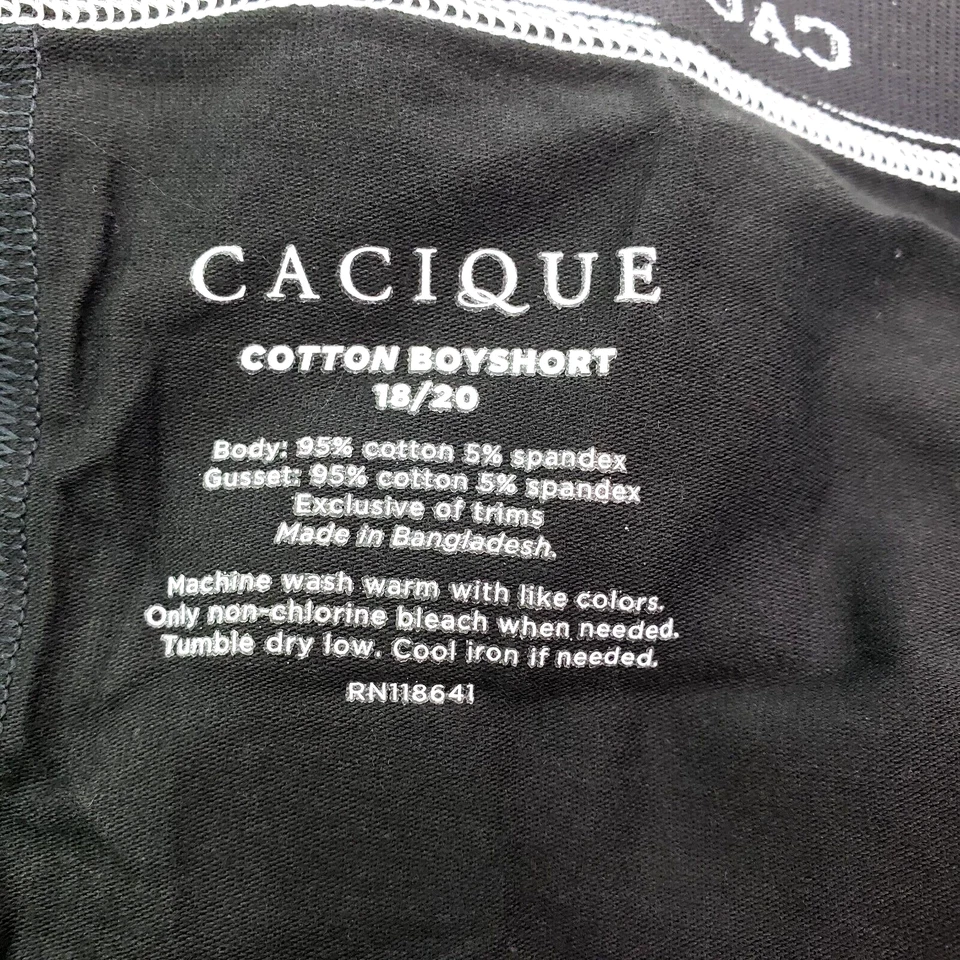 CACIQUE
COTTON BOYSHORT
18/20
Body: 95% cotton 5% spandex
Gusset: 95% cotton 5% spandex
Exclusive of trims
Made in Bangladesh.
Machine wash warm with like colors.
Only non-chlorine bleach when needed.
Tumble dry low. Cool iron if needed.
RN118641